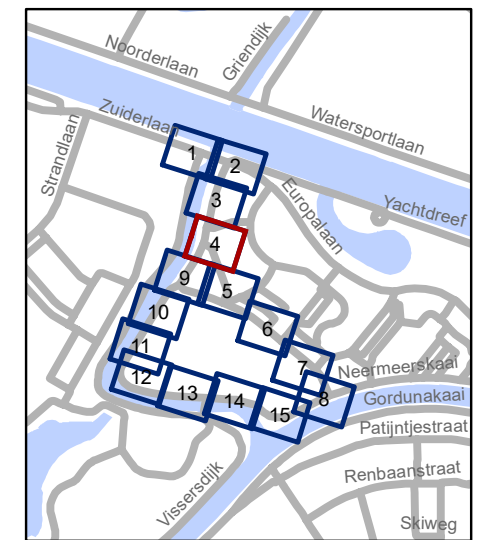 Noorderlaan
Griendijk
Zuiderlaan
Watersportlaan
Strandlaan
1
2
3
Europalaan
Yachtdreef
4
9
5
10
6
11
7
Neermeerskaai
12
13
14
15
8
Gordunakaai
Patijntjestraat
Vissersdijk
Renbaanstraat
Skiweg